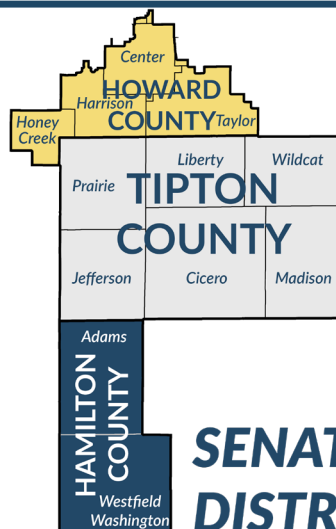 Center
HOWARD
Harrison
COUNTY
Taylor
Honey
Creek
Liberty
Wildcat
Prairie
TIPTON
COUNTY
Jefferson
Cicero
Madison
Adams
HAMILTON
COUNTY
Westfield
Washington
SENAT
DISTR